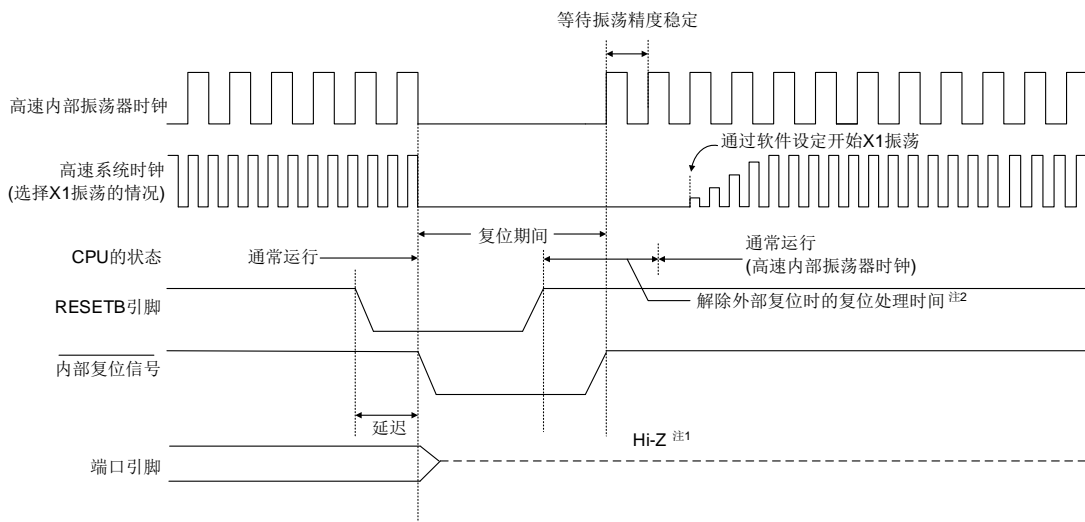 等待振荡精度稳定
高速内部振荡器时钟
通过软件设定开始X1振荡
高速系统时钟
(选择X1振荡的情况)
复位期间
CPU的状态
通常运行
通常运行
(高速内部振荡器时钟)
RESETB引脚
解除外部复位时的复位处理时间 注2
内部复位信号
延迟
Hi-Z 注1
端口引脚